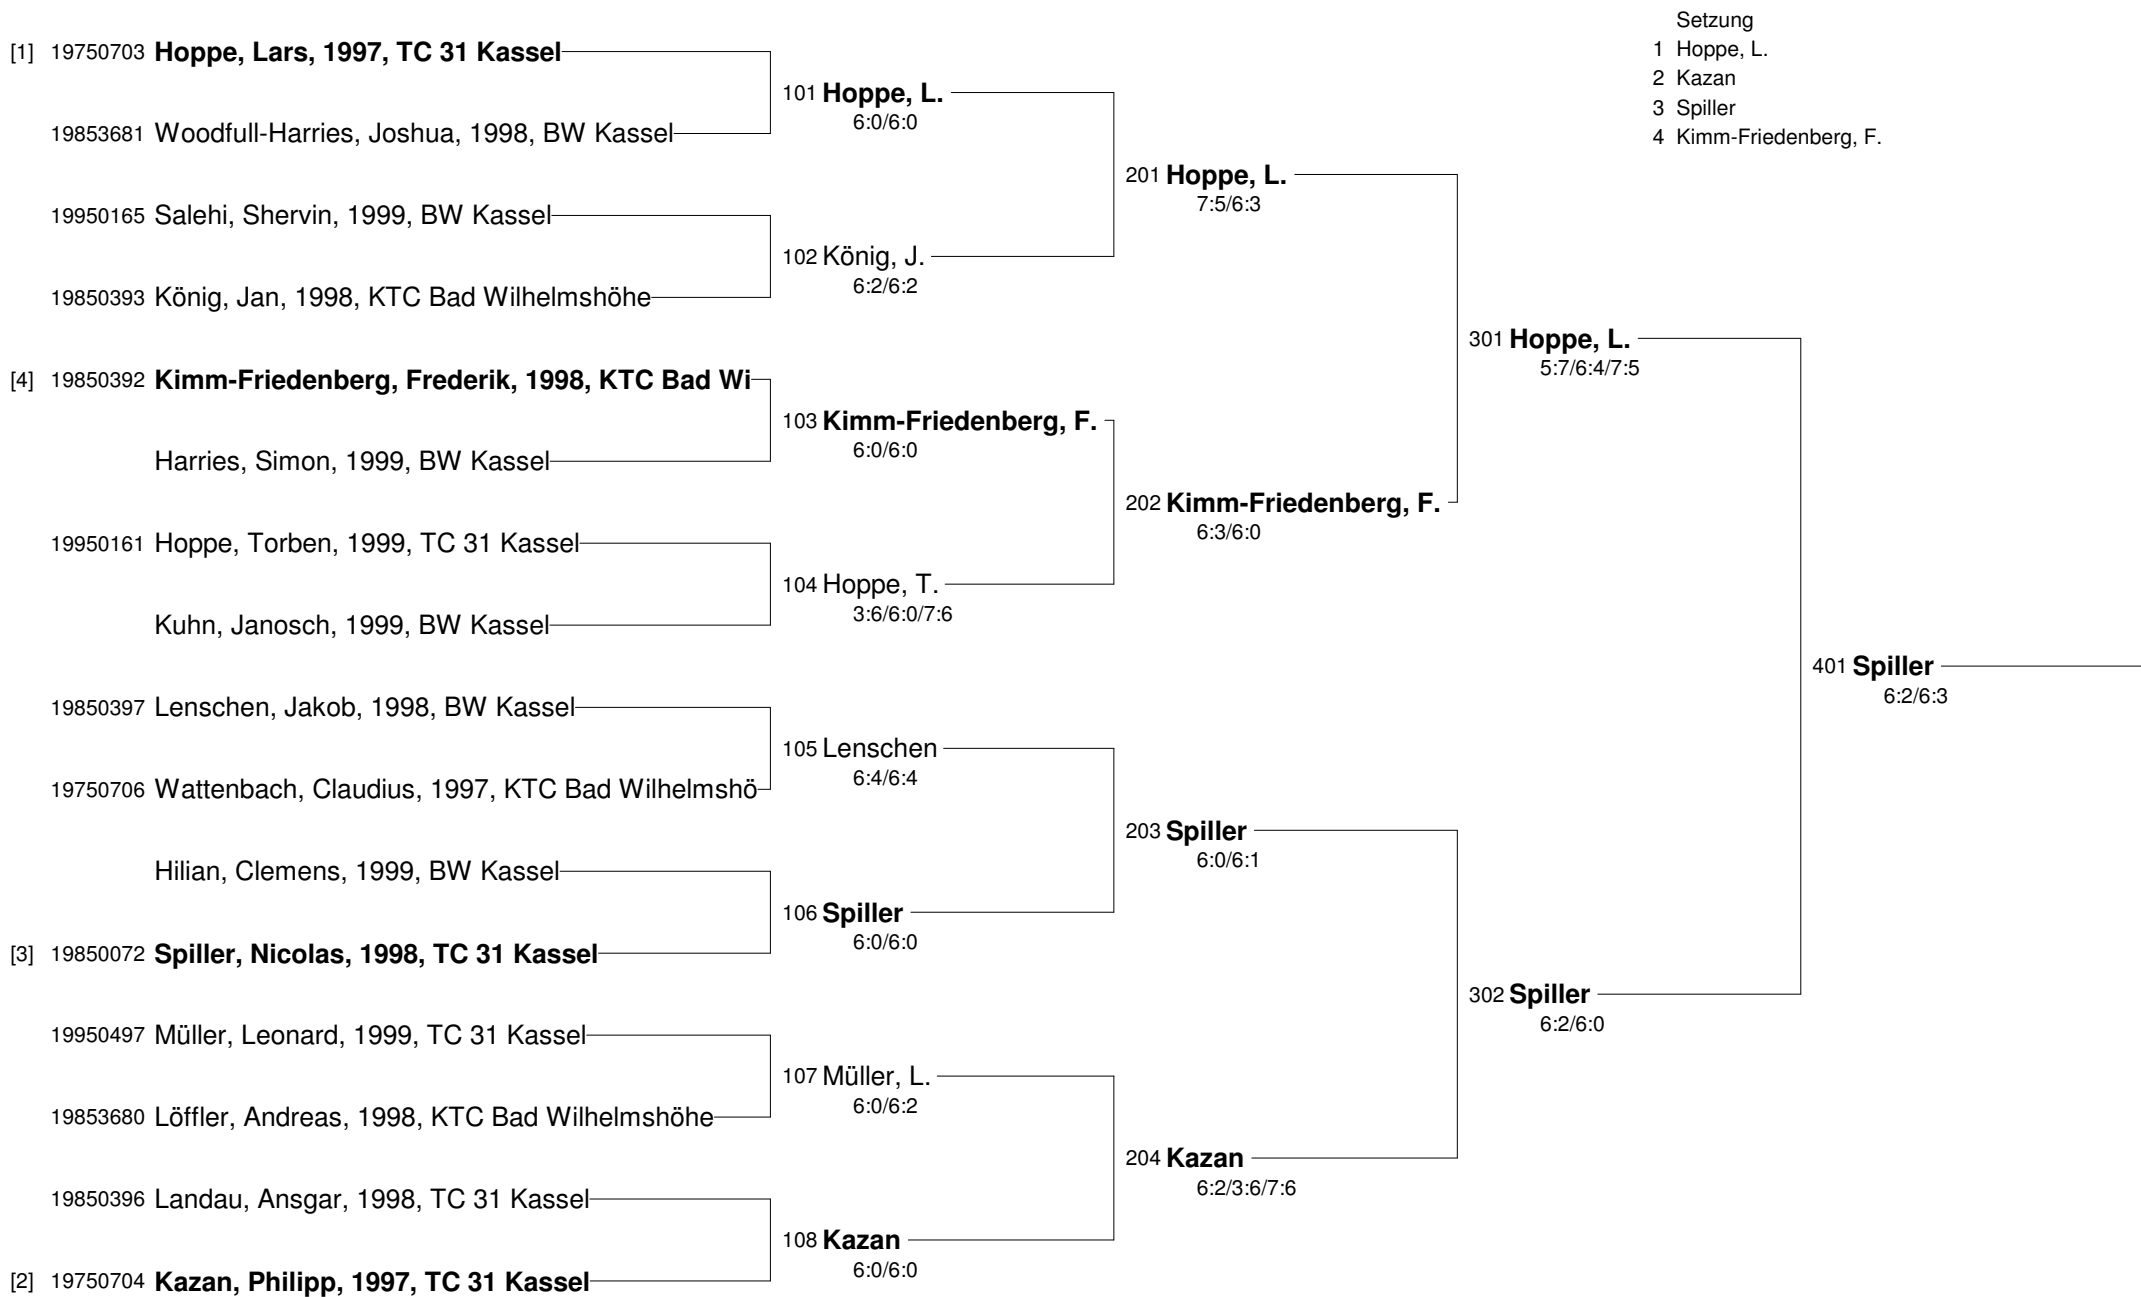 Setzung
1 Hoppe, L.
2 Kazan
3 Spiller
4 Kimm-Friedenberg, F.
[1] 19750703 Hoppe, Lars, 1997, TC 31 Kassel
19853681 Woodfull-Harries, Joshua, 1998, BW Kassel
19950165 Salehi, Shervin, 1999, BW Kassel
19850393 König, Jan, 1998, KTC Bad Wilhelmshöhe
[4] 19850392 Kimm-Friedenberg, Frederik, 1998, KTC Bad Wi
Harries, Simon, 1999, BW Kassel
19950161 Hoppe, Torben, 1999, TC 31 Kassel
Kuhn, Janosch, 1999, BW Kassel
19850397 Lenschen, Jakob, 1998, BW Kassel
19750706 Wattenbach, Claudius, 1997, KTC Bad Wilhelmshö
Hilian, Clemens, 1999, BW Kassel
[3] 19850072 Spiller, Nicolas, 1998, TC 31 Kassel
19950497 Müller, Leonard, 1999, TC 31 Kassel
19853680 Löffler, Andreas, 1998, KTC Bad Wilhelmshöhe
19850396 Landau, Ansgar, 1998, TC 31 Kassel
[2] 19750704 Kazan, Philipp, 1997, TC 31 Kassel
101 Hoppe, L.
6:0/6:0
102 König, J.
6:2/6:2
103 Kimm-Friedenberg, F.
6:0/6:0
104 Hoppe, T.
3:6/6:0/7:6
105 Lenschen
6:4/6:4
106 Spiller
6:0/6:0
107 Müller, L.
6:0/6:2
108 Kazan
6:0/6:0
201 Hoppe, L.
7:5/6:3
202 Kimm-Friedenberg, F.
6:3/6:0
203 Spiller
6:0/6:1
204 Kazan
6:2/3:6/7:6
301 Hoppe, L.
5:7/6:4/7:5
302 Spiller
6:2/6:0
401 Spiller
6:2/6:3